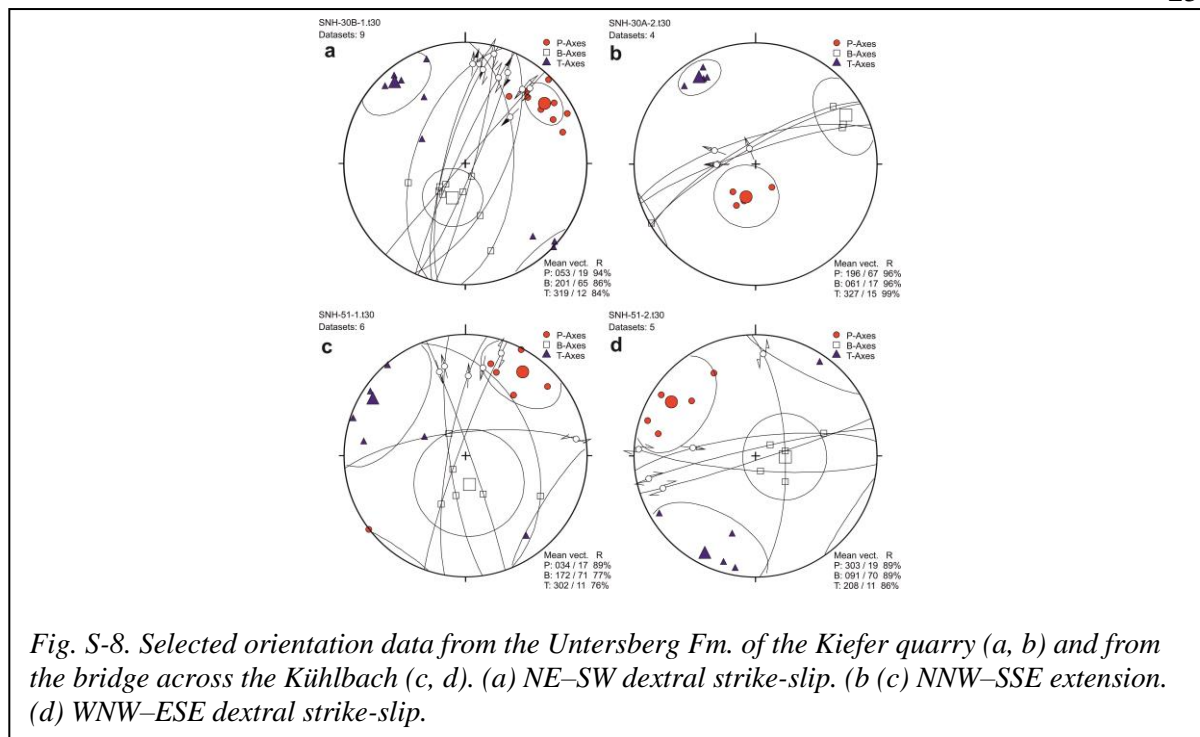 SNH-30B-1.t30
Datasets: 9
a
P-Axes
B-Axes
T-Axes
Mean vect. R
P: 053 / 19 94%
B: 201 / 65 86%
T: 319 / 12 84%
SNH-30A-2.t30
Datasets: 4
b
P-Axes
B-Axes
T-Axes
Mean vect. R
P: 196 / 67 96%
B: 061 / 17 96%
T: 327 / 15 99%
SNH-51-1.t30
Datasets: 6
c
P-Axes
B-Axes
T-Axes
Mean vect. R
P: 034 / 17 89%
B: 172 / 71 77%
T: 302 / 11 76%
SNH-51-2.t30
Datasets: 5
d
P-Axes
B-Axes
T-Axes
Mean vect. R
P: 303 / 19 89%
B: 091 / 70 89%
T: 208 / 11 86%
Fig. S-8. Selected orientation data from the Untersberg Fm. of the Kiefer quarry (a, b) and from
the bridge across the Kühlbach (c, d). (a) NE–SW dextral strike-slip. (b (c) NNW–SSE extension.
(d) WNW–ESE dextral strike-slip.